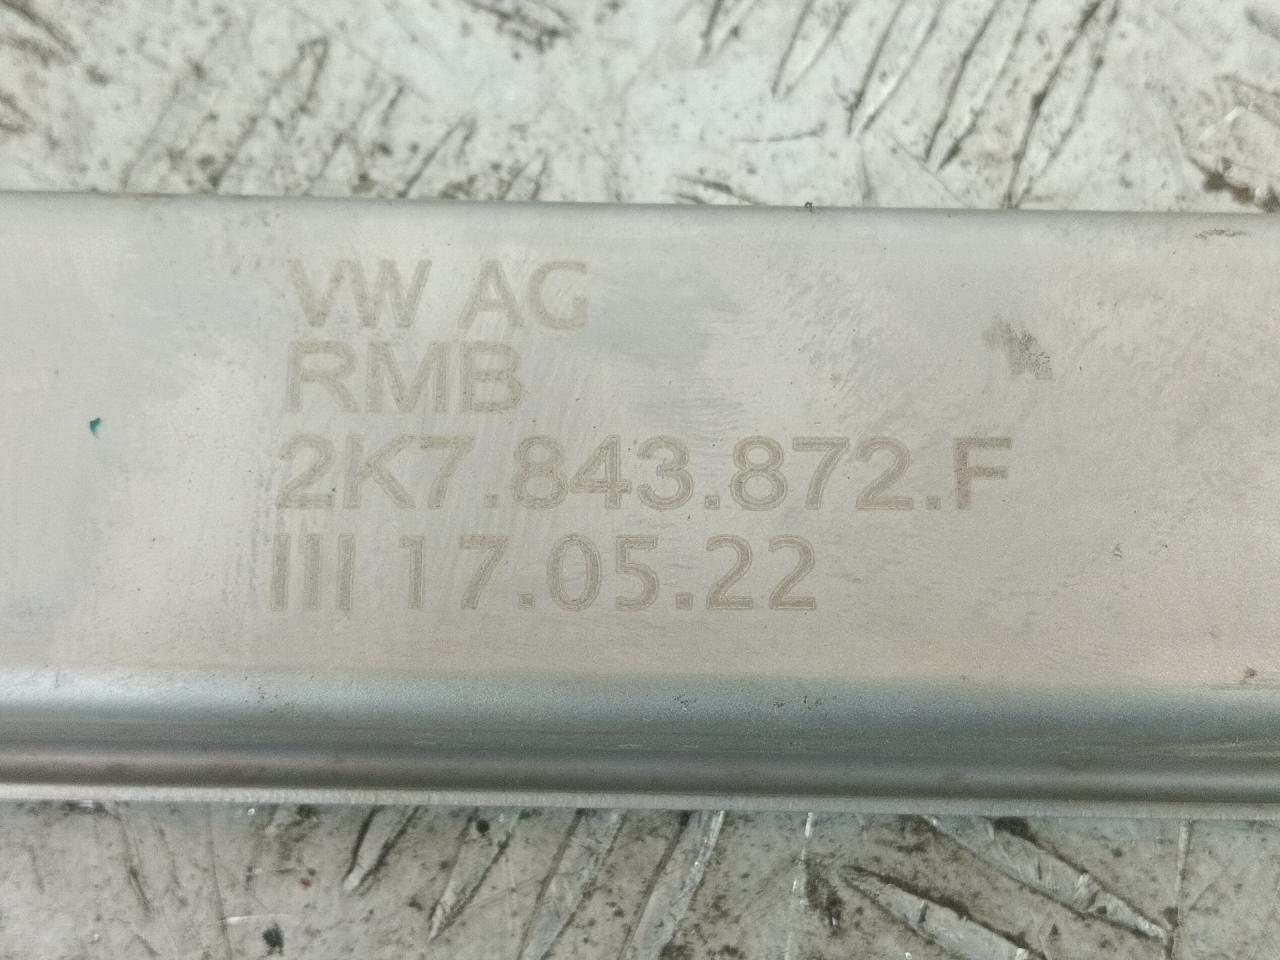 VW AG
RMB
2K7.843.872.F
III 17.05.22